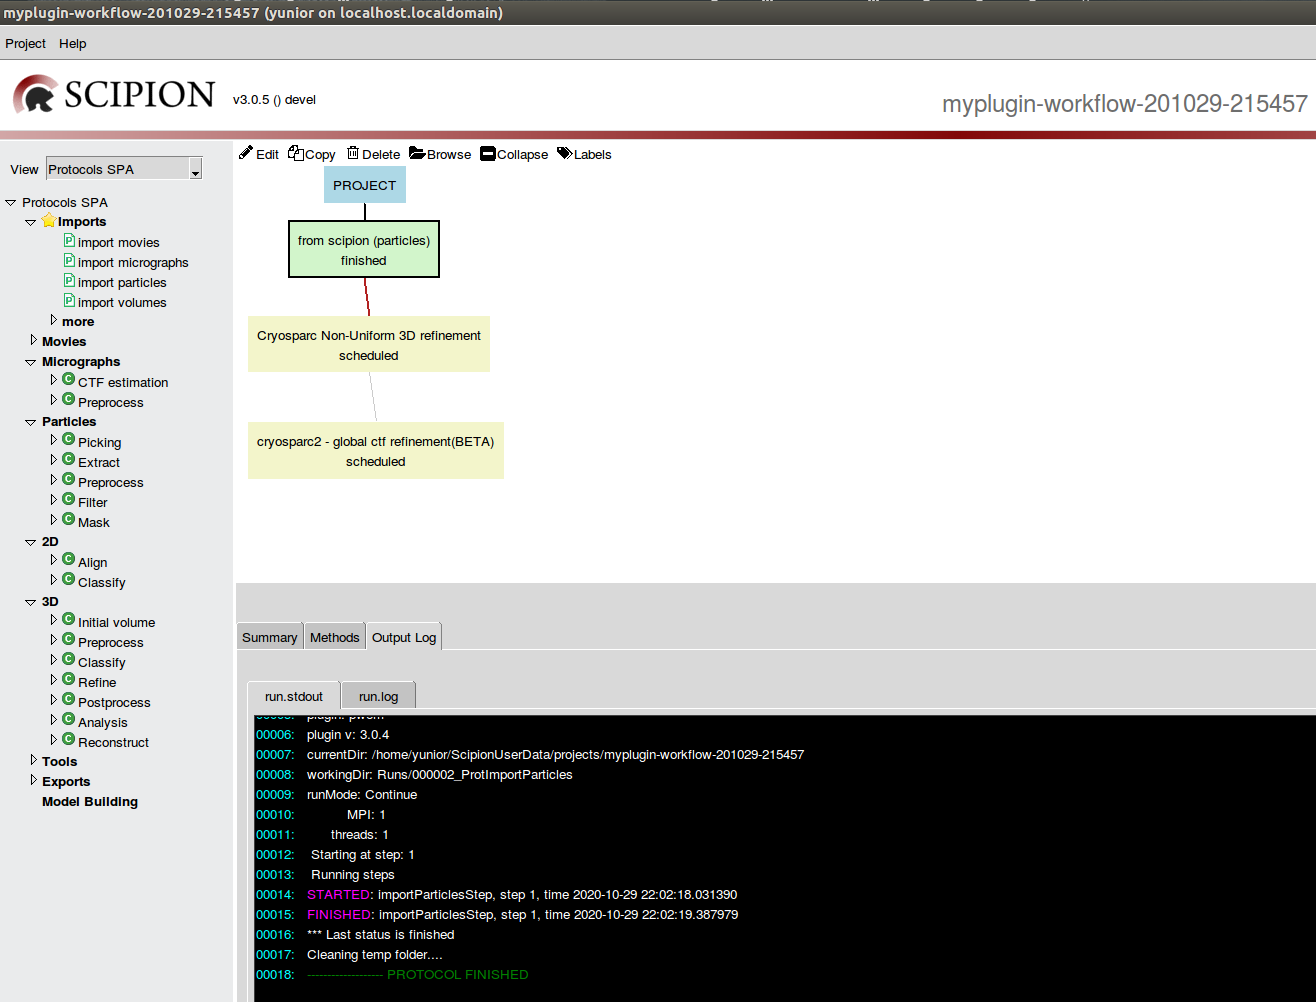 myplugin-workflow-201029-215457 (yunior on localhost.localdomain)
Project Help
SCIPION v3.0.5 () devel myplugin-workflow-201029-215457
View Protocols SPA
Protocols SPA
Imports
import movies
import micrographs
import particles
import volumes
more
Movies
Micrographs
CTF estimation
Preprocess
Particles
Picking
Extract
Preprocess
Filter
Mask
2D
Align
Classify
3D
Initial volume
Preprocess
Classify
Refine
Postprocess
Analysis
Reconstruct
Tools
Exports
Model Building
Edit Copy Delete Browse Collapse Labels
PROJECT
from scipion (particles)
finished
Cryosparc Non-Uniform 3D refinement
scheduled
cryosparc2 - global ctf refinement(BETA)
scheduled
Summary Methods Output Log
run.stdout run.log
00005: plugin: pwem
00006: plugin v: 3.0.4
00007: currentDir: /home/yunior/ScipionUserData/projects/myplugin-workflow-201029-215457
00008: workingDir: Runs/000002_ProtImportParticles
00009: runMode: Continue
00010: MPI: 1
00011: threads: 1
00012: Starting at step: 1
00013: Running steps
00014: STARTED: importParticlesStep, step 1, time 2020-10-29 22:02:18.031390
00015: FINISHED: importParticlesStep, step 1, time 2020-10-29 22:02:19.387979
00016: *** Last status is finished
00017: Cleaning temp folder....
00018: ------------------- PROTOCOL FINISHED